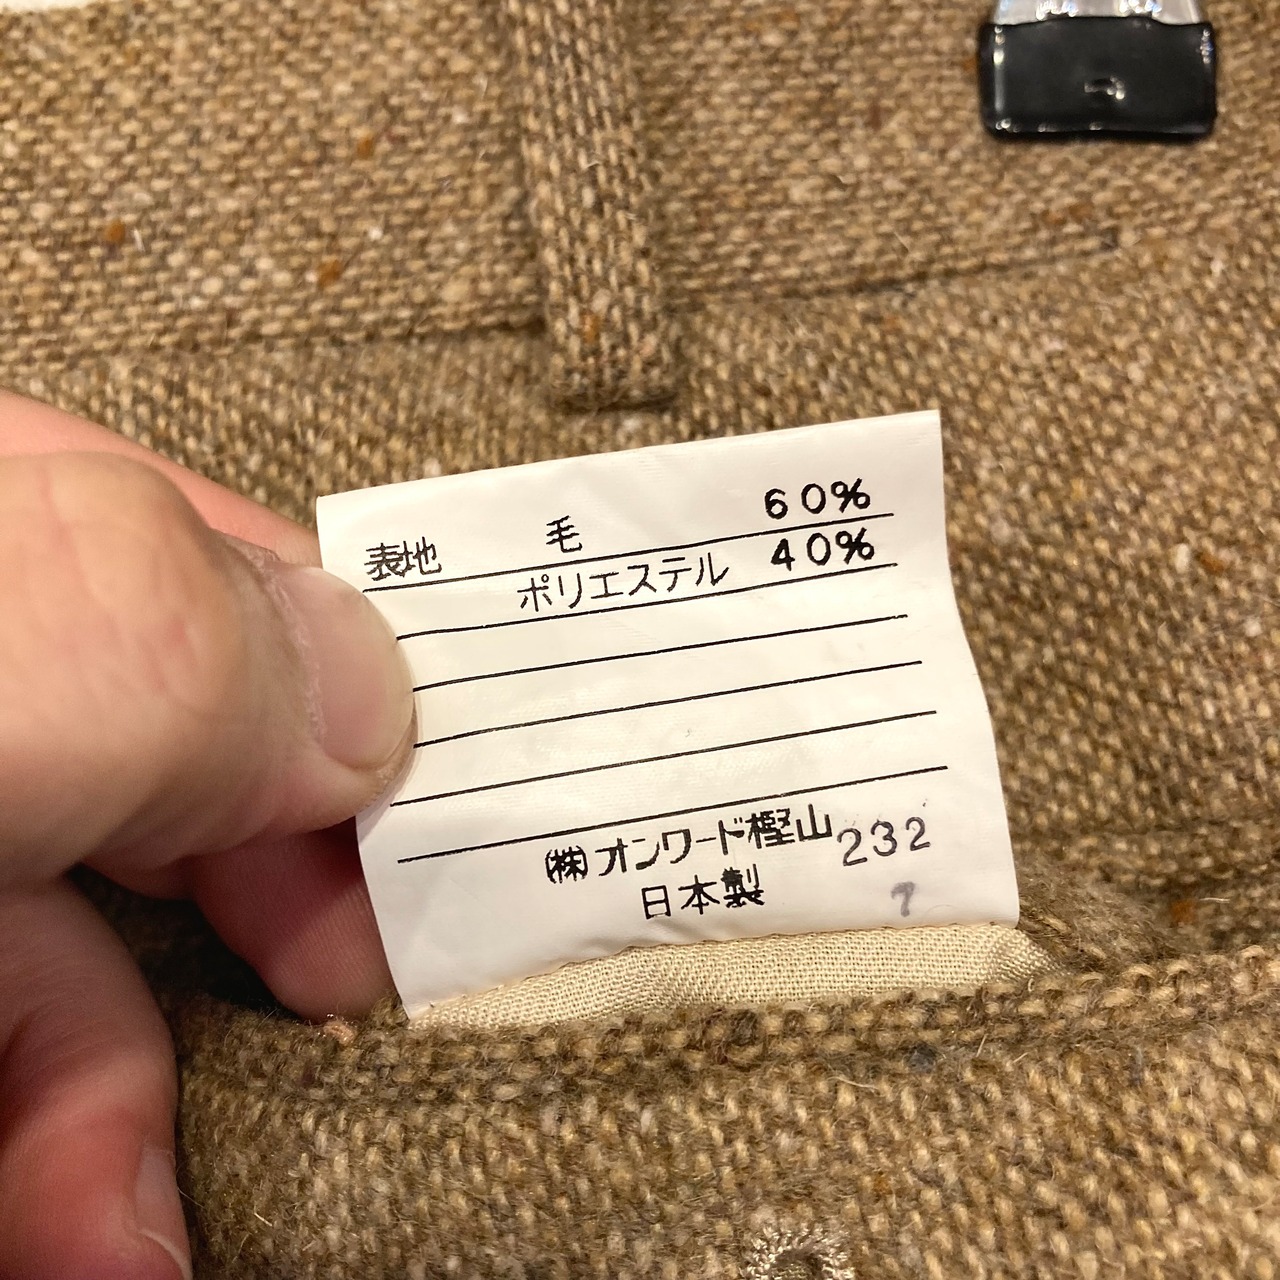 表地 毛 60%
ポリエステル 40%
㈱オンワード樫山 232
日本製 7